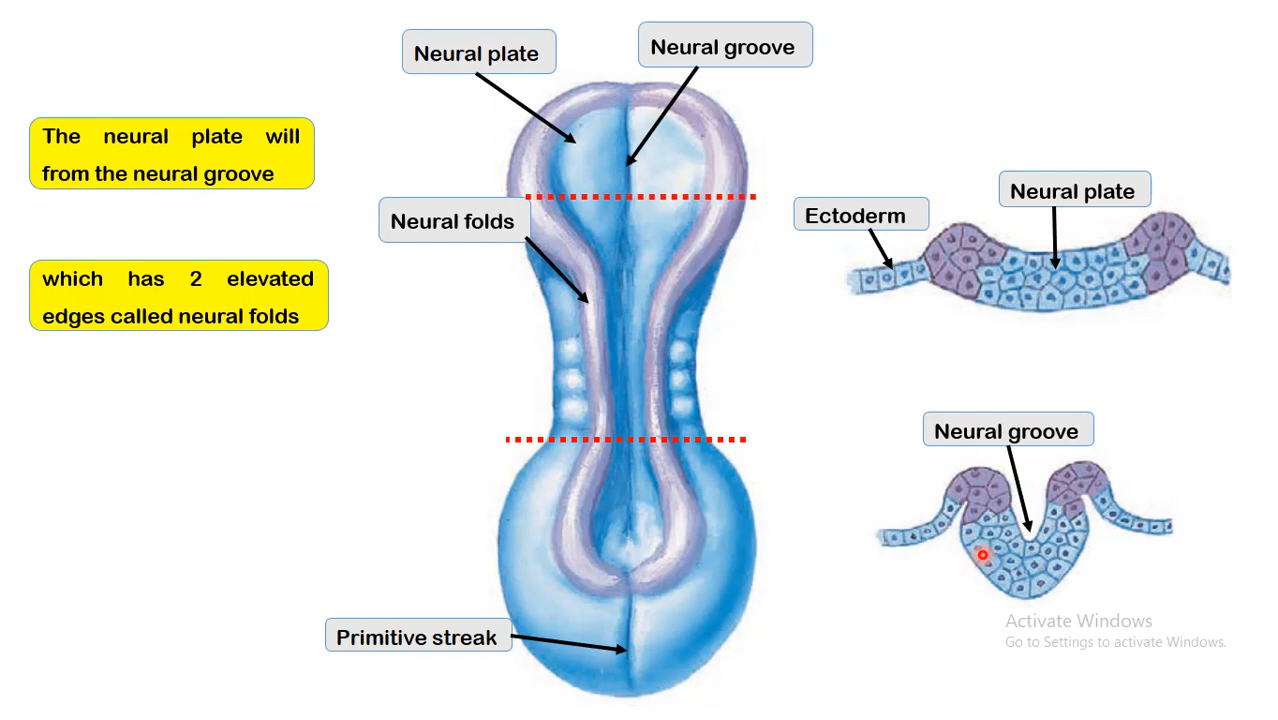 Neural plate
Neural groove
The neural plate will
from the neural groove
Neural folds
which has 2 elevated
edges called neural folds
Primitive streak
Ectoderm
Neural plate
Neural groove
Activate Windows
Go to Settings to activate Windows.